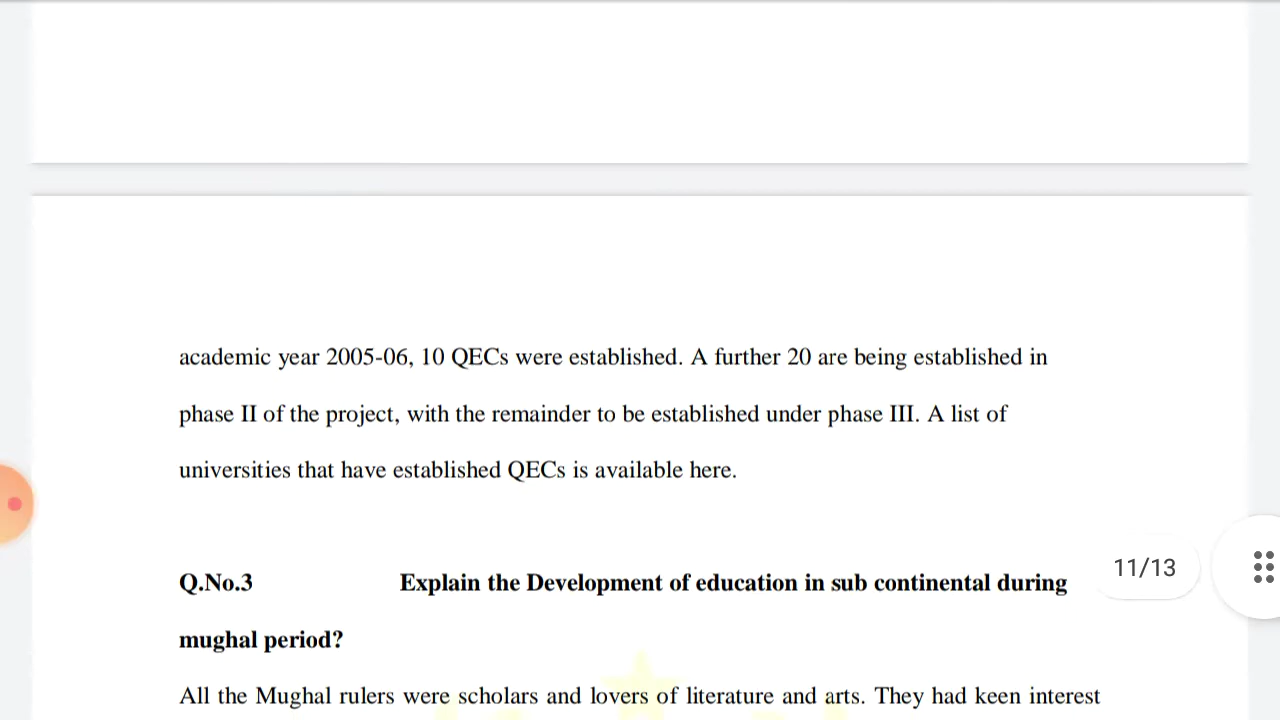 academic year 2005-06, 10 QECs were established. A further 20 are being established in
phase II of the project, with the remainder to be established under phase III. A list of
universities that have established QECs is available here.
Q.No.3 Explain the Development of education in sub continental during
11/13
mughal period?
All the Mughal rulers were scholars and lovers of literature and arts. They had keen interest